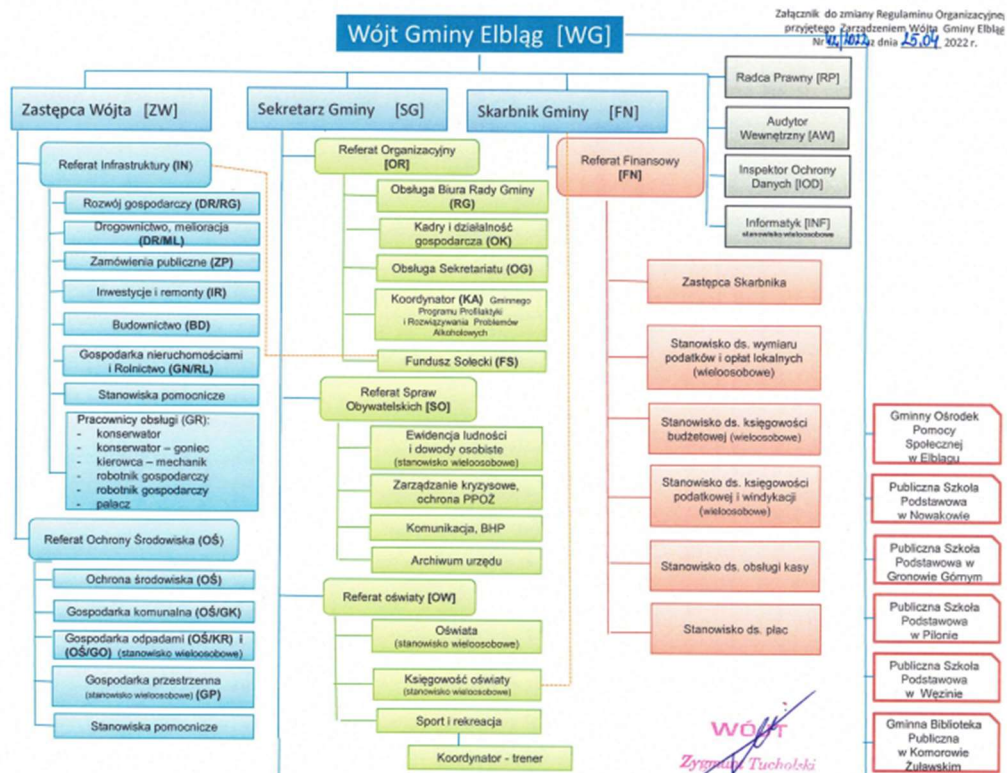 Załącznik do zmiany Regulaminu Organizacyjnego
przyjętego Zarządzeniem Wójta Gminy Elbląg
Nr z dnia 25.04 2022 r.
Wójt Gminy Elbląg [WG]
Zastępca Wójta [ZW]
Referat Infrastruktury (IN)
Rozwój gospodarczy (DR/RG)
Drogownictwo, melioracja
(DR/ML)
Zamówienia publiczne (ZP)
Inwestycje i remonty (IR)
Budownictwo (BD)
Gospodarka nieruchomościami
i Rolnictwo (GN/RL)
Stanowiska pomocnicze
Pracownicy obsługi (GR):
- konserwator
- konserwator – goniec
- kierowca – mechanik
- robotnik gospodarczy
- robotnik gospodarczy
- palacz
Referat Ochrony Środowiska (OŚ)
Ochrona środowiska (OŚ)
Gospodarka komunalna (OŚ/GK)
Gospodarka odpadami (OŚ/KR) i
(OŚ/GO) (stanowisko wieloosobowe)
Gospodarka przestrzenna
(stanowisko wieloosobowe) (GP)
Stanowiska pomocnicze
Sekretarz Gminy [SG]
Referat Organizacyjny
[OR]
Obsługa Biura Rady Gminy
(RG)
Kadry i działalność
gospodarcza (OK)
Obsługa Sekretariatu (OG)
Koordynator (KA) Gminnego
Programu Profilaktyki
i Rozwiązywania Problemów
Alkoholowych
Fundusz Sołecki (FS)
Referat Spraw
Obywatelskich [SO]
Ewidencja ludności
i dowody osobiste
(stanowisko wieloosobowe)
Zarządzanie kryzysowe,
ochrona PPOŻ
Komunikacja, BHP
Archiwum urzędu
Referat oświaty [OW]
Oświata
(stanowisko wieloosobowe)
Księgowość oświaty
(stanowisko wieloosobowe)
Sport i rekreacja
Koordynator - trener
Skarbnik Gminy [FN]
Referat Finansowy
[FN]
Zastępca Skarbnika
Stanowisko ds. wymiaru
podatków i opłat lokalnych
(wieloosobowe)
Stanowisko ds. księgowości
budżetowej (wieloosobowe)
Stanowisko ds. księgowości
podatkowej i windykacji
(wieloosobowe)
Stanowisko ds. obsługi kasy
Stanowisko ds. płac
Radca Prawny [RP]
Audytor
Wewnętrzny [AW]
Inspektor Ochrony
Danych [IOD]
Informatyk [INF]
stanowisko wieloosobowe
Gminny Ośrodek
Pomocy
Społecznej
w Elblągu
Publiczna Szkoła
Podstawowa
w Nowakowie
Publiczna Szkoła
Podstawowa w
Gronowie Górnym
Publiczna Szkoła
Podstawowa
w Pilonie
Publiczna Szkoła
Podstawowa
w Węzinie
Gminna Biblioteka
Publiczna
w Komorowie
Żuławskim
WÓJT
Zygmunt Tucholski